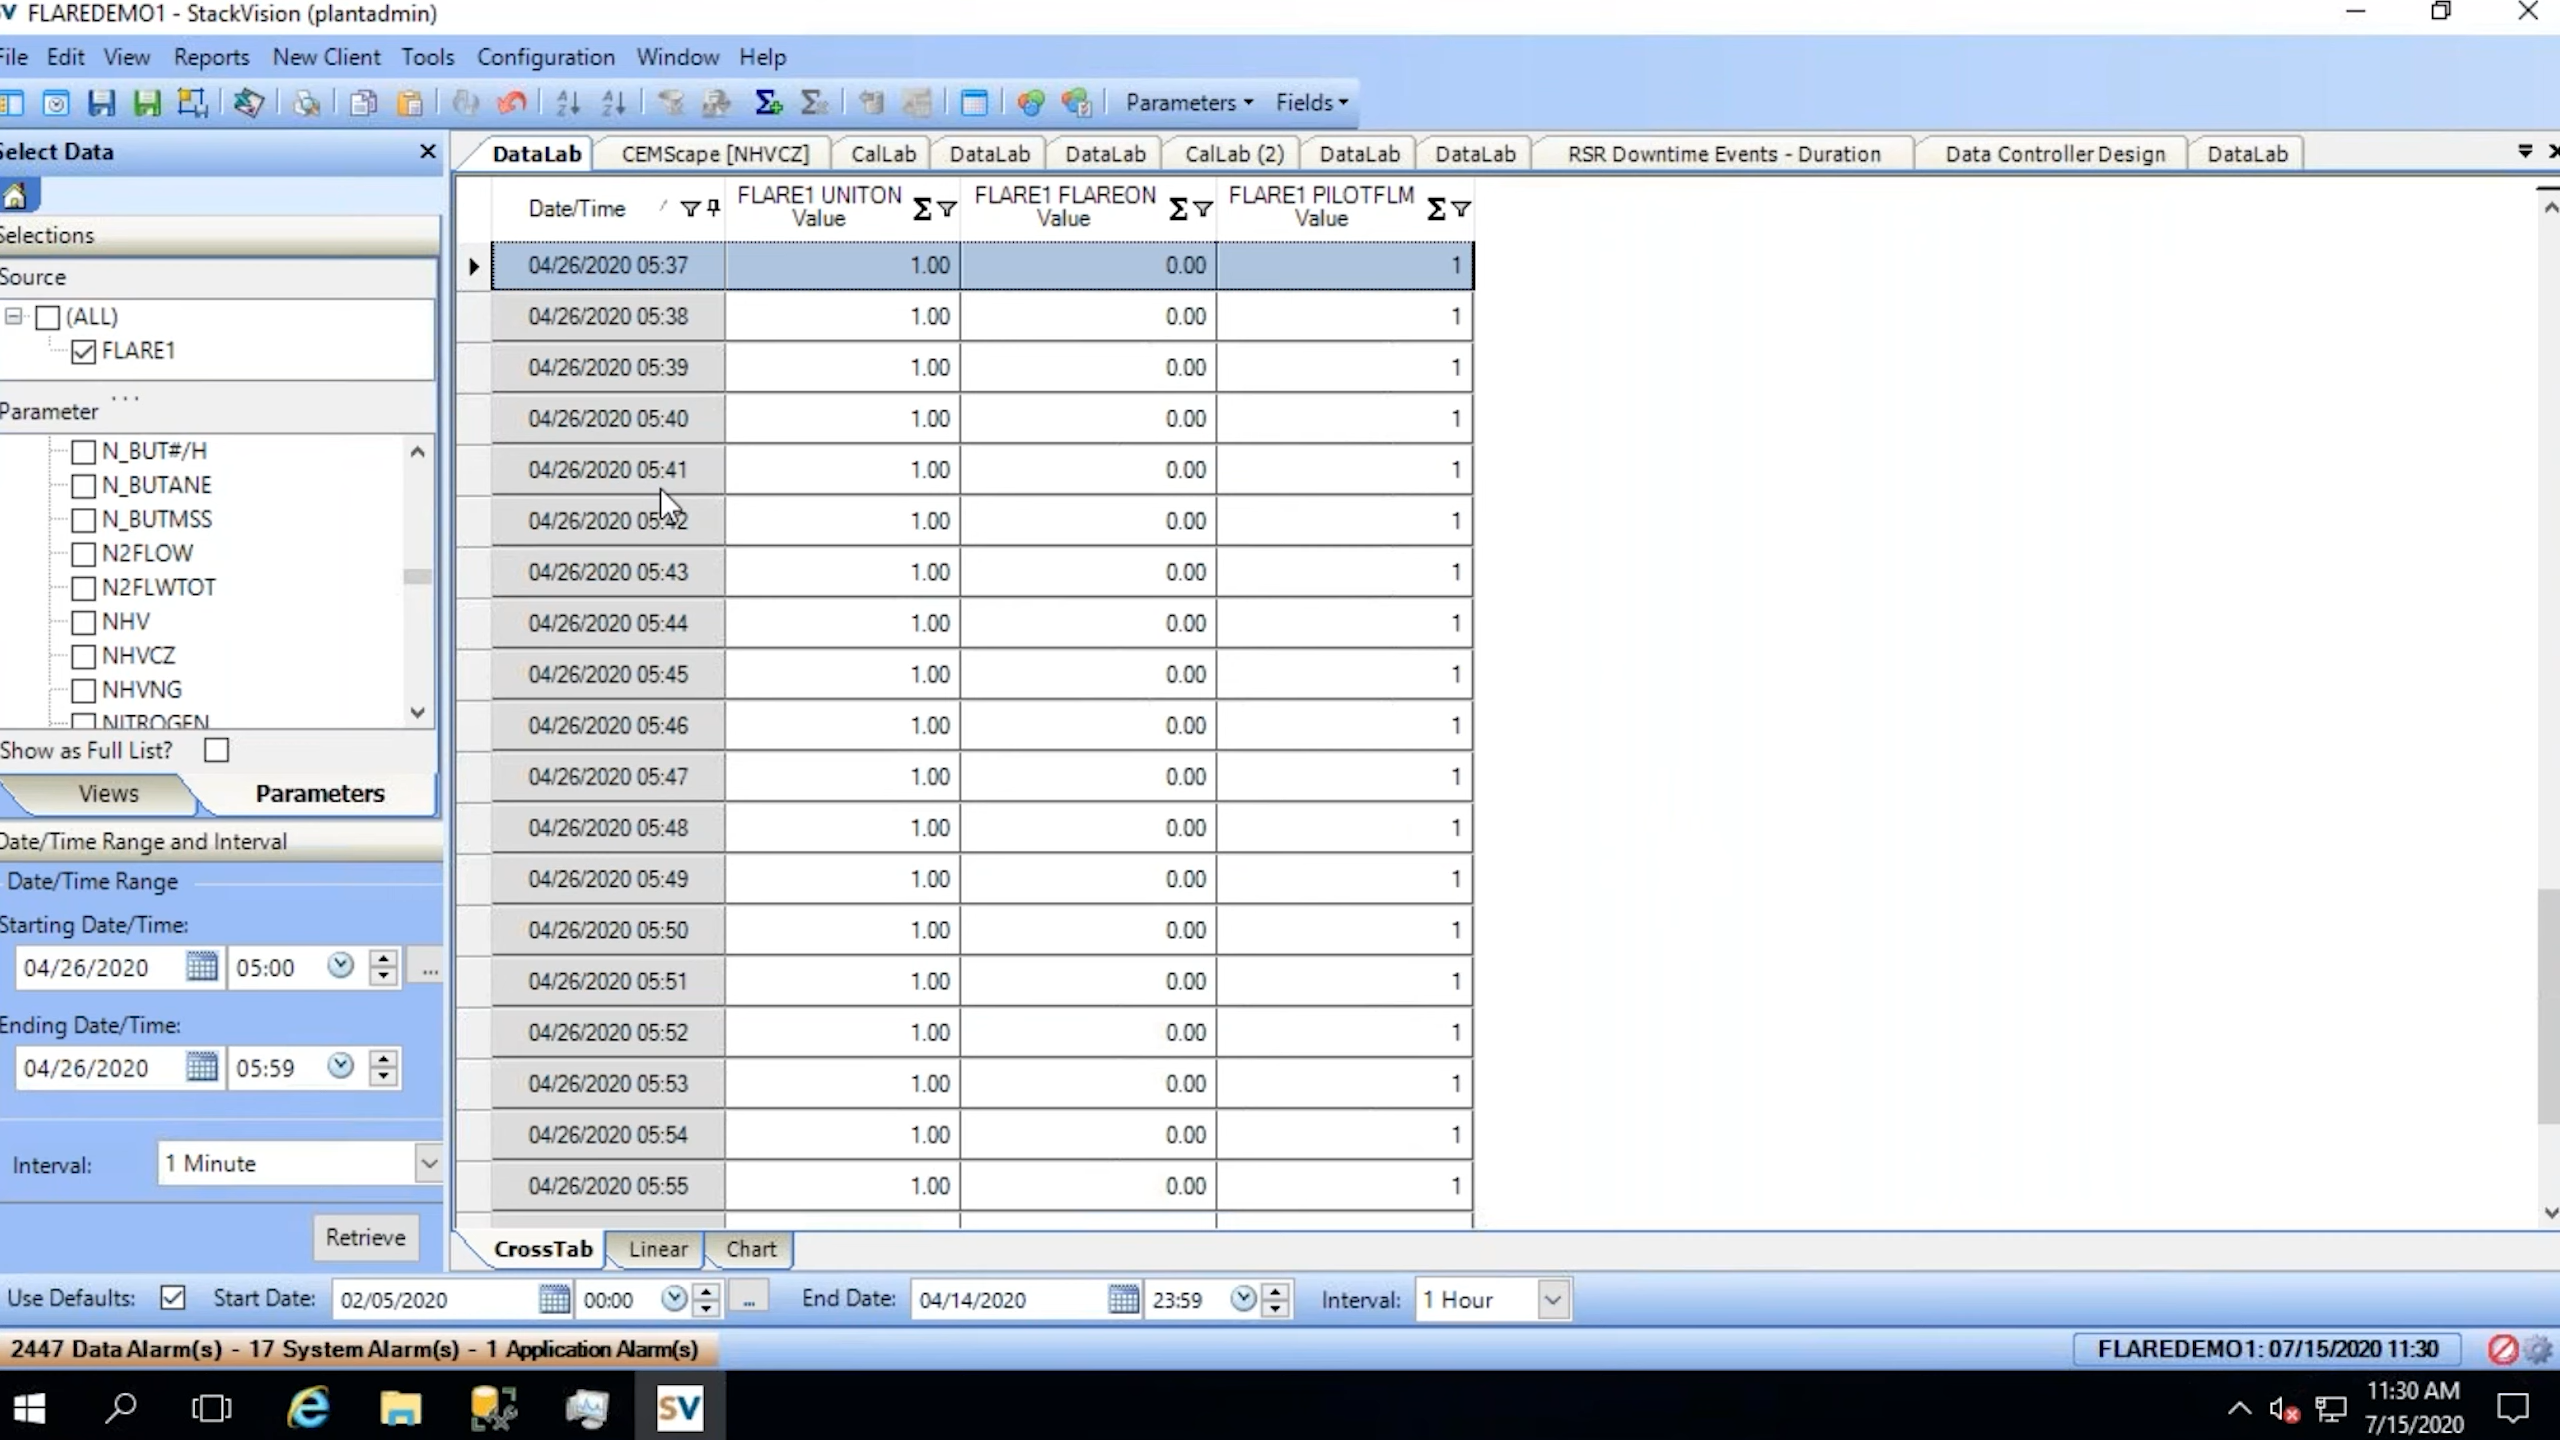 SV FLAREDEMO1 - StackVision (plantadmin)
File Edit View Reports New Client Tools Configuration Window Help
Parameters Fields
Select Data
DataLab CEMScape [NHVCZ] CalLab DataLab DataLab CalLab (2) DataLab DataLab RSR Downtime Events - Duration Data Controller Design DataLab
Selections
Source
(ALL)
FLARE1
Parameter ...
N_BUT#/H
N_BUTANE
N_BUTMSS
N2FLOW
N2FLWTOT
NHV
NHVCZ
NHVNG
NITROGEN
Show as Full List?
Views Parameters
Date/Time Range and Interval
Date/Time Range
Starting Date/Time:
04/26/2020 05:00 ...
Ending Date/Time:
04/26/2020 05:59
Interval: 1 Minute
Retrieve
Date/Time FLARE1 UNITON Value Σ FLARE1 FLAREON Value Σ FLARE1 PILOTFLM Value Σ
04/26/2020 05:37 1.00 0.00 1
04/26/2020 05:38 1.00 0.00 1
04/26/2020 05:39 1.00 0.00 1
04/26/2020 05:40 1.00 0.00 1
04/26/2020 05:41 1.00 0.00 1
04/26/2020 05:42 1.00 0.00 1
04/26/2020 05:43 1.00 0.00 1
04/26/2020 05:44 1.00 0.00 1
04/26/2020 05:45 1.00 0.00 1
04/26/2020 05:46 1.00 0.00 1
04/26/2020 05:47 1.00 0.00 1
04/26/2020 05:48 1.00 0.00 1
04/26/2020 05:49 1.00 0.00 1
04/26/2020 05:50 1.00 0.00 1
04/26/2020 05:51 1.00 0.00 1
04/26/2020 05:52 1.00 0.00 1
04/26/2020 05:53 1.00 0.00 1
04/26/2020 05:54 1.00 0.00 1
04/26/2020 05:55 1.00 0.00 1
CrossTab Linear Chart
Use Defaults: Start Date: 02/05/2020 00:00 ... End Date: 04/14/2020 23:59 Interval: 1 Hour
2447 Data Alarm(s) - 17 System Alarm(s) - 1 Application Alarm(s) FLAREDEMO1: 07/15/2020 11:30
SV
11:30 AM
7/15/2020